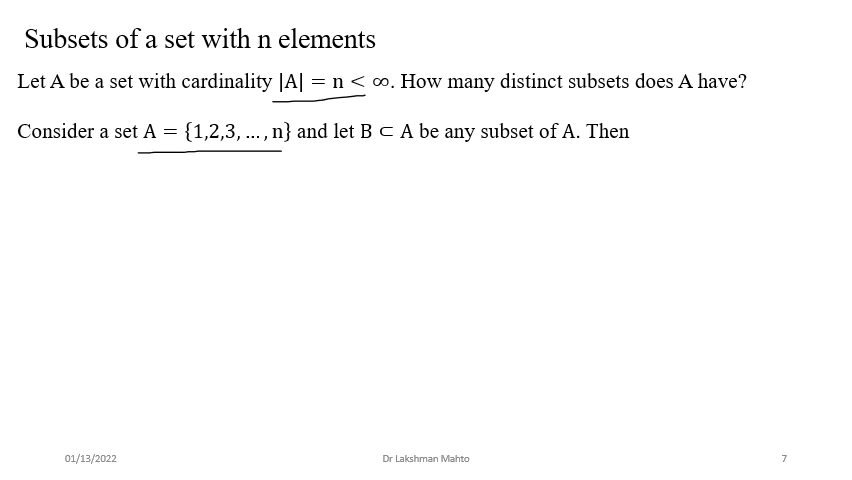 Subsets of a set with n elements
Let A be a set with cardinality |A| = n < ∞. How many distinct subsets does A have?
Consider a set A = {1,2,3, … , n} and let B ⊂ A be any subset of A. Then
01/13/2022
Dr Lakshman Mahto
7